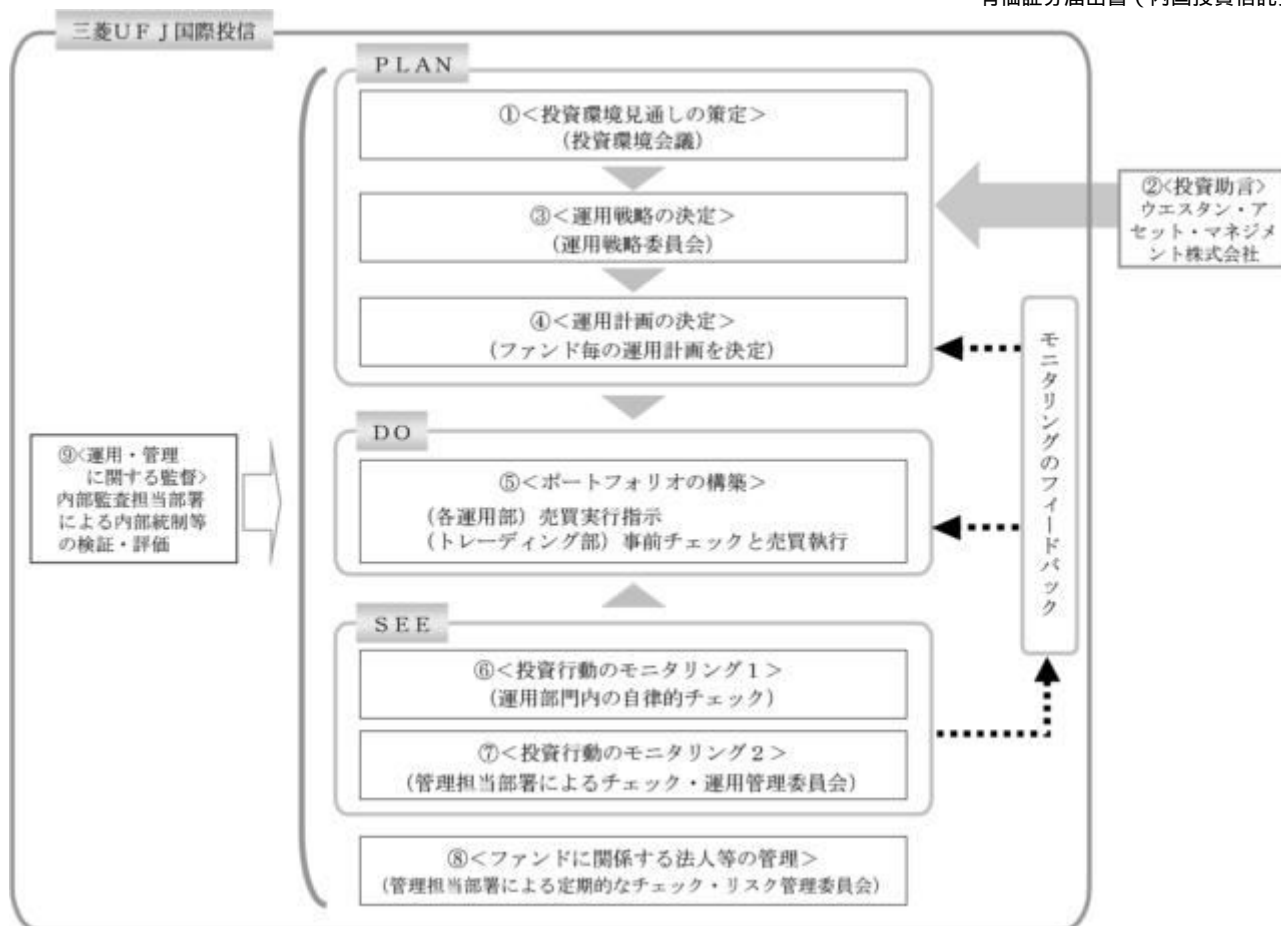 有価証券届出書（内国投資信託
三菱ＵＦＪ国際投信
ＰＬＡＮ
①＜投資環境見通しの策定＞
（投資環境会議）
②＜投資助言＞
ウエスタン・ア
セット・マネジメ
ント株式会社
③＜運用戦略の決定＞
（運用戦略委員会）
④＜運用計画の決定＞
（ファンド毎の運用計画を決定）
モニタリングのフィードバック
ＤＯ
⑤＜ポートフォリオの構築＞
（各運用部）売買実行指示
（トレーディング部）事前チェックと売買執行
⑨＜運用・管理
に関する監督＞
内部監査担当部署
による内部統制等
の検証・評価
ＳＥＥ
⑥＜投資行動のモニタリング１＞
（運用部門内の自律的チェック）
⑦＜投資行動のモニタリング２＞
（管理担当部署によるチェック・運用管理委員会）
⑧＜ファンドに関係する法人等の管理＞
（管理担当部署による定期的なチェック・リスク管理委員会）